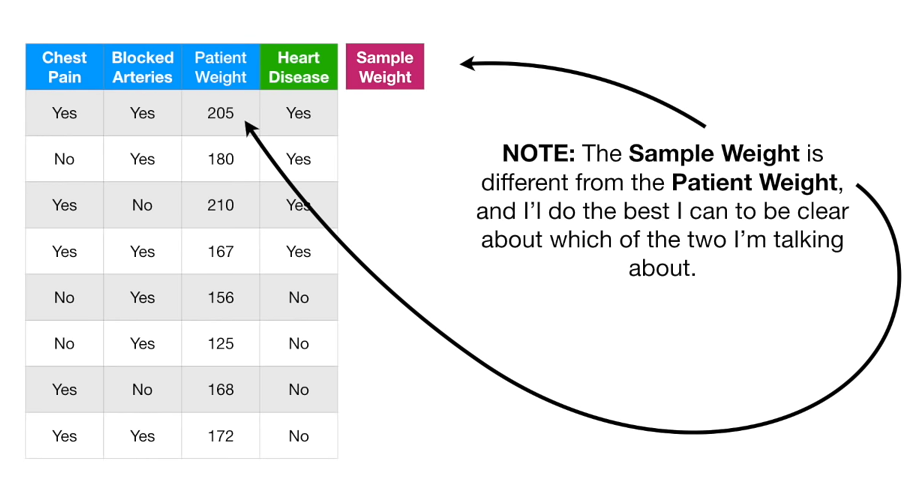 Chest Pain Blocked Arteries Patient Weight Heart Disease Sample Weight
Yes Yes 205 Yes
No Yes 180 Yes
Yes No 210 Yes
Yes Yes 167 Yes
No Yes 156 No
No Yes 125 No
Yes No 168 No
Yes Yes 172 No
NOTE: The Sample Weight is
different from the Patient Weight,
and I'l do the best I can to be clear
about which of the two I'm talking
about.